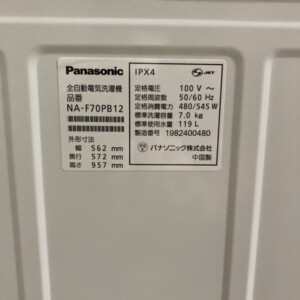 Panasonic
全自動電気洗濯機
品番
NA-F70PB12
外形寸法
幅 562 mm
奥行 572 mm
高さ 957 mm
IPX4
JET
定格電圧 100 V～
定格周波数 50/60 Hz
定格消費電力 480/545 W
標準洗濯容量 7.0 kg
標準使用水量 119 L
製造番号 1982400480
パナソニック株式会社
中国製